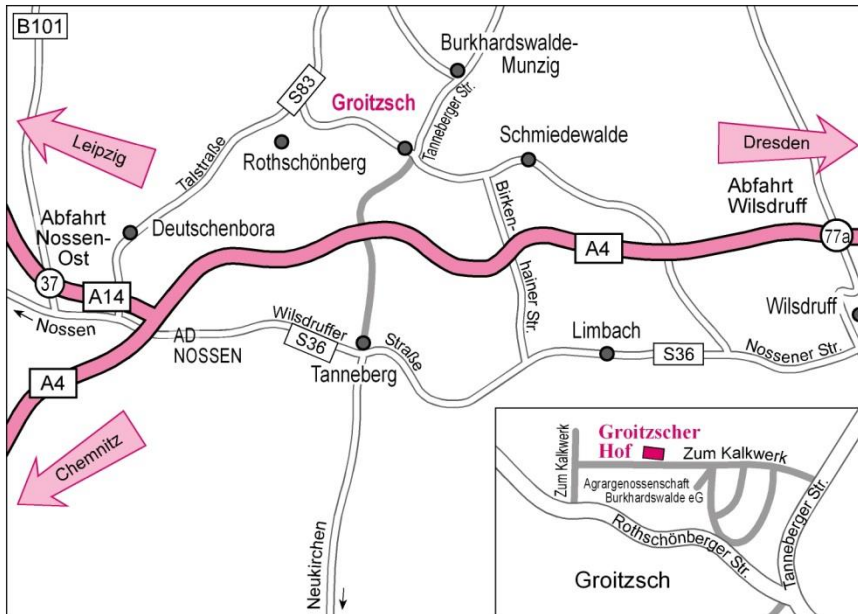 B101
Burkhardswalde-
Munzig
S83
Groitzsch
Tanneberger Str.
Leipzig
Talstraße
Rothschönberg
Schmiedewalde
Dresden
Abfahrt
Wilsdruff
Birken-
hainer Str.
Abfahrt
Nossen-
Ost
Deutschenbora
A4
77a
37
A14
Nossen
AD
NOSSEN
Wilsdruffer
Straße
S36
Tanneberg
Limbach
S36
Nossener Str.
Wilsdruff
A4
Chemnitz
Neukirchen
Groitzscher
Hof
Zum Kalkwerk
Zum Kalkwerk
Agrargenossenschaft
Burkhardswalde eG
Rothschönberger Str.
Tanneberger Str.
Groitzsch